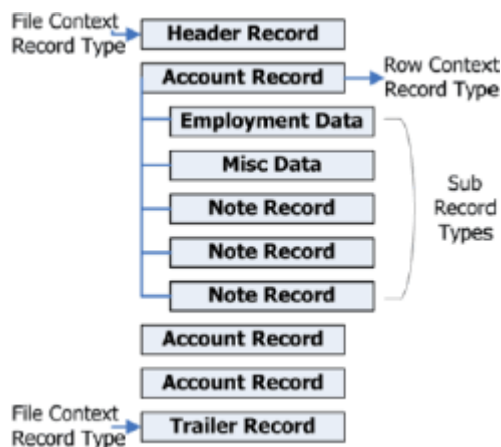 File Context
Record Type
Header Record
Account Record
Row Context
Record Type
Employment Data
Misc Data
Note Record
Note Record
Note Record
Sub
Record
Types
Account Record
Account Record
File Context
Record Type
Trailer Record